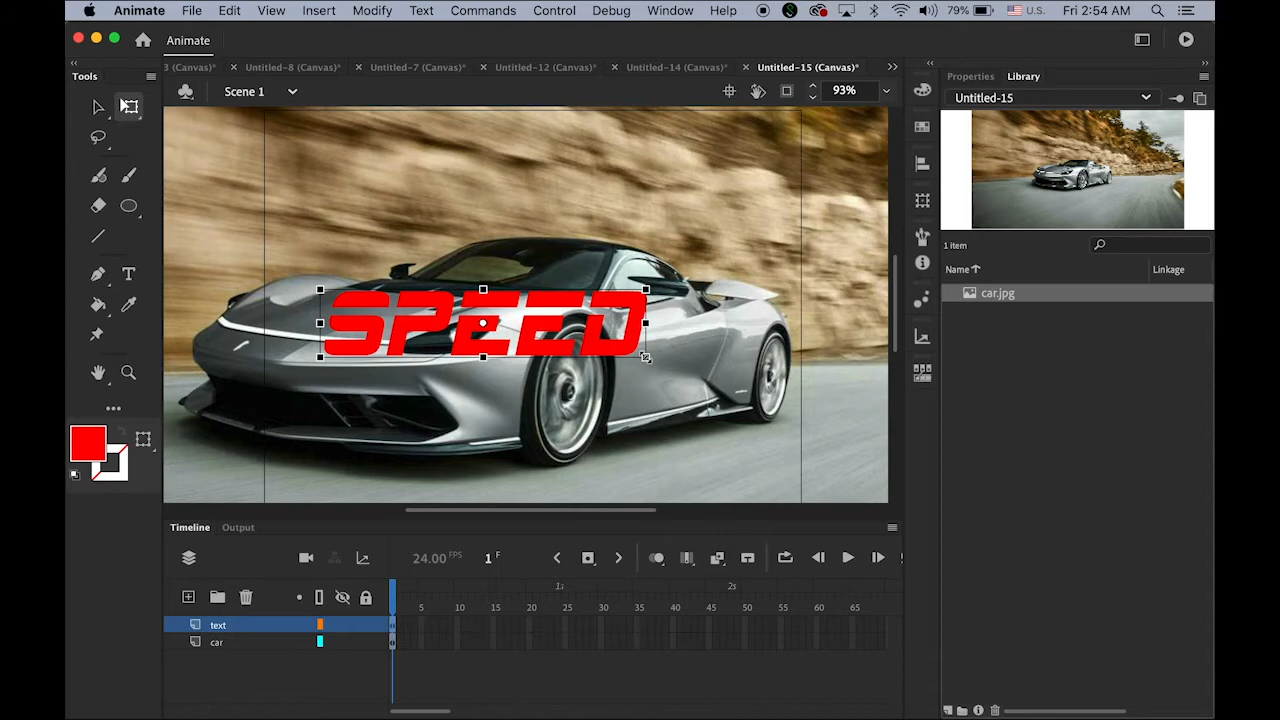 Animate File Edit View Insert Modify Text Commands Control Debug Window Help 79% U.S. Fri 2:54 AM
Animate
Tools
3 (Canvas)* × Untitled-8 (Canvas)* × Untitled-7 (Canvas)* × Untitled-12 (Canvas)* × Untitled-14 (Canvas)* × Untitled-15 (Canvas)*
Properties Library
Scene 1 93%
Untitled-15
SPEED
1 item
Name Linkage
car.jpg
T
Timeline Output
24.00 FPS 1 F
1s 2s
5 10 15 20 25 30 35 40 45 50 55 60 65
text
car